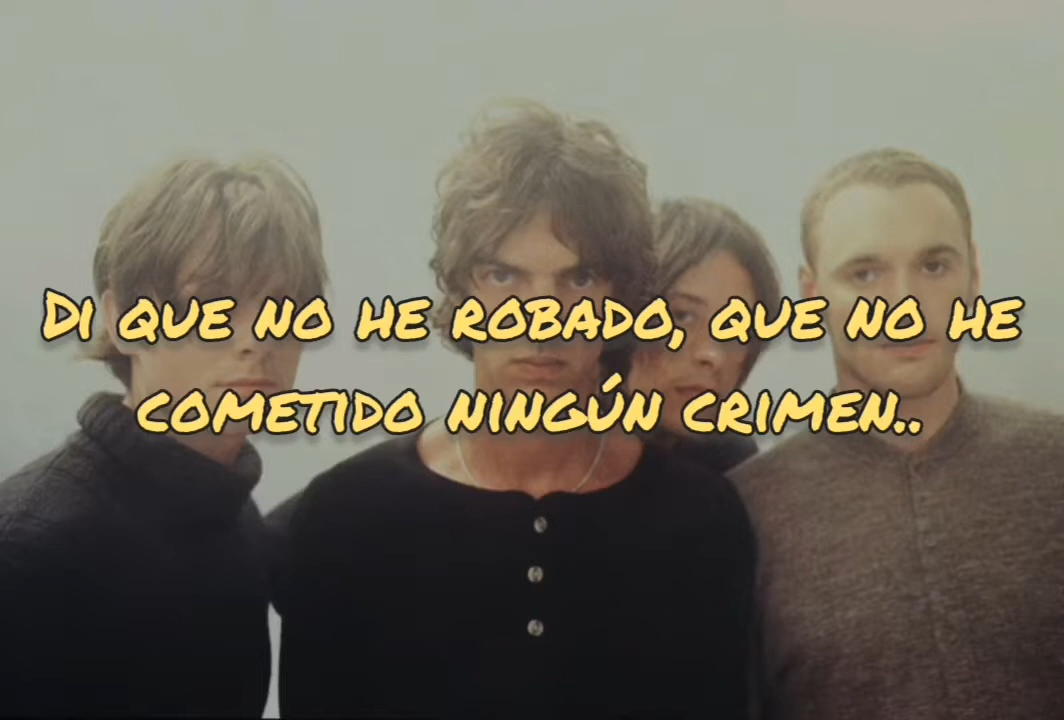 Di que no he robado, que no he
cometido ningún crimen..